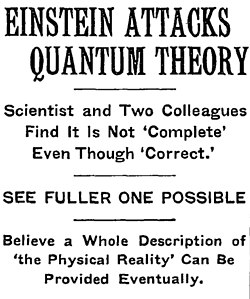 EINSTEIN ATTACKS
QUANTUM THEORY
Scientist and Two Colleagues
Find It Is Not ‘Complete’
Even Though ‘Correct.’
SEE FULLER ONE POSSIBLE
Believe a Whole Description of
‘the Physical Reality’ Can Be
Provided Eventually.